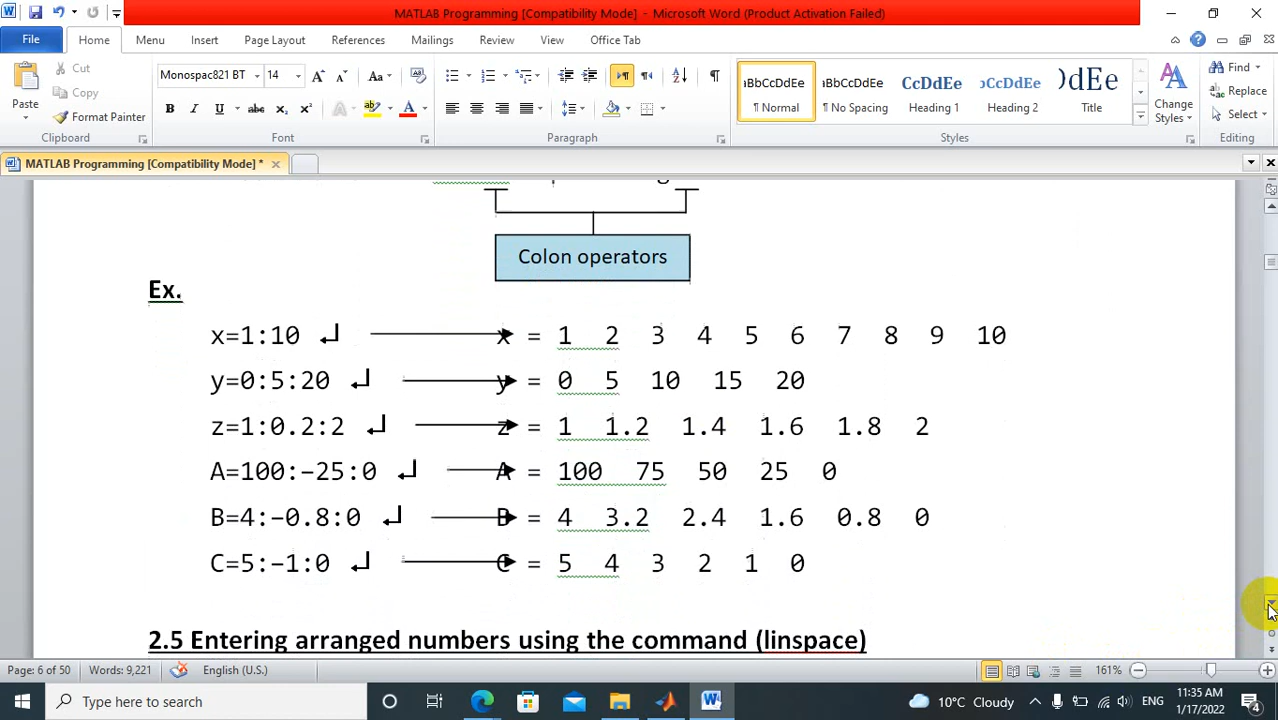 MATLAB Programming [Compatibility Mode] - Microsoft Word (Product Activation Failed)
File Home Menu Insert Page Layout References Mailings Review View Office Tab
Paste Cut Copy Format Painter
Monospac821 BT 14
AaBbCcDdEe ¶ Normal AaBbCcDdEe ¶ No Spacing CcDdEe Heading 1 CcDdEe Heading 2 DdEe Title
Change Styles
Find Replace Select
Clipboard Font Paragraph Styles Editing
MATLAB Programming [Compatibility Mode] *
Colon operators
Ex.
x=1:10 ↲ x = 1 2 3 4 5 6 7 8 9 10
y=0:5:20 ↲ y = 0 5 10 15 20
z=1:0.2:2 ↲ z = 1 1.2 1.4 1.6 1.8 2
A=100:-25:0 ↲ A = 100 75 50 25 0
B=4:-0.8:0 ↲ B = 4 3.2 2.4 1.6 0.8 0
C=5:-1:0 ↲ C = 5 4 3 2 1 0
2.5 Entering arranged numbers using the command (linspace)
Page: 6 of 50 Words: 9,221 English (U.S.) 161%
Type here to search 10°C Cloudy ENG 11:35 AM 1/17/2022 4